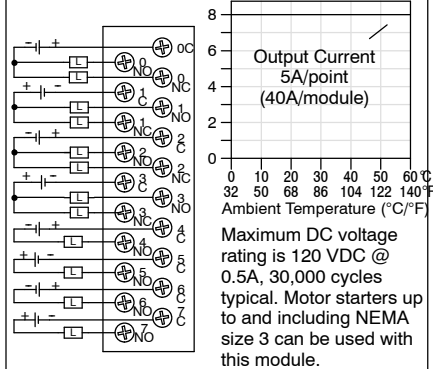 8
6
4
2
0
Output Current
5A/point
(40A/module)
0 10 20 30 40 50 60°C
32 50 68 86 104 122 140°F
Ambient Temperature (°C/°F)
Maximum DC voltage
rating is 120 VDC @
0.5A, 30,000 cycles
typical. Motor starters up
to and including NEMA
size 3 can be used with
this module.
- +
0C
L
0
NO
L
0
NC
+ -
1
C
L
1
NO
L
1
NC
- +
2
C
L
2
NO
L
2
NC
+ -
3
C
L
3
NO
L
3
NC
- +
4
C
L
4
NO
+ -
5
C
L
5
NO
- +
6
C
L
6
NO
+ -
7
C
L
7
NO